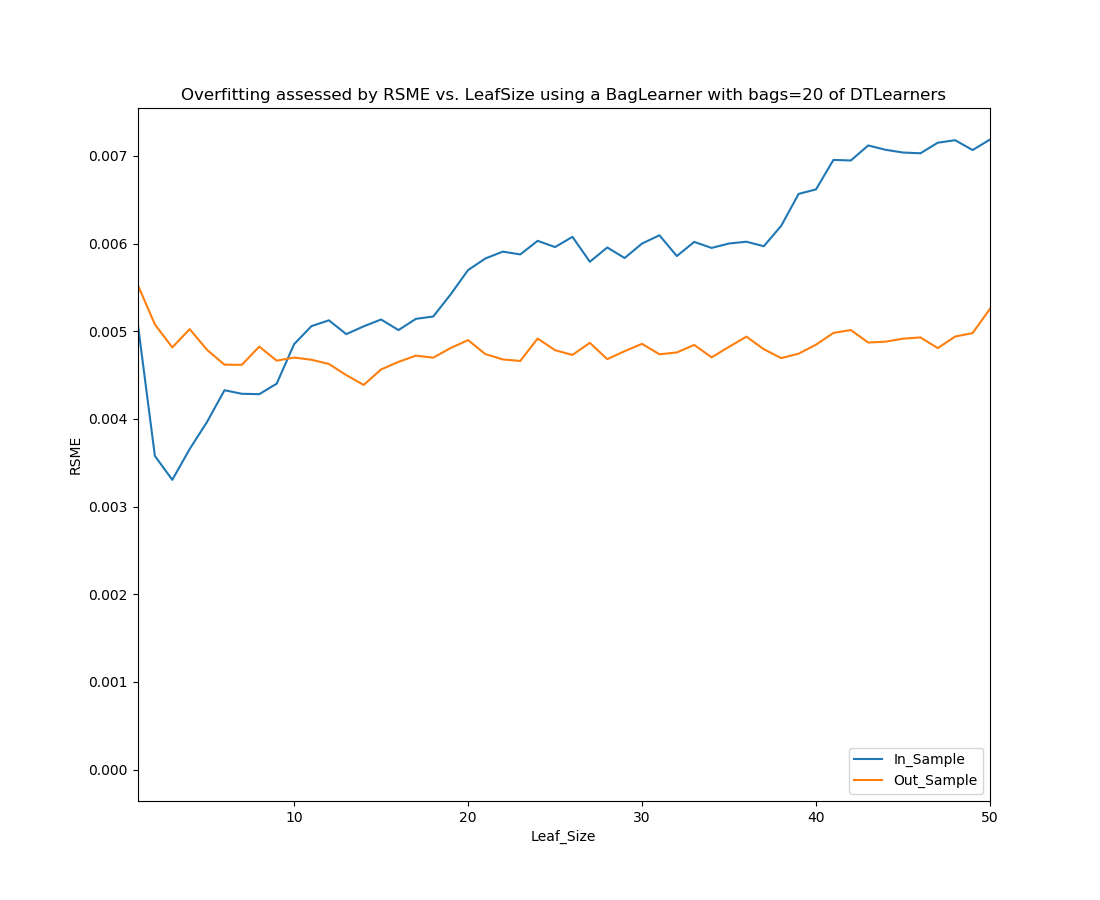 Overfitting assessed by RSME vs. LeafSize using a BagLearner with bags=20 of DTLearners
0.007
0.006
0.005
0.004
0.003
0.002
0.001
0.000
RSME
In_Sample
Out_Sample
10 20 30 40 50
Leaf_Size